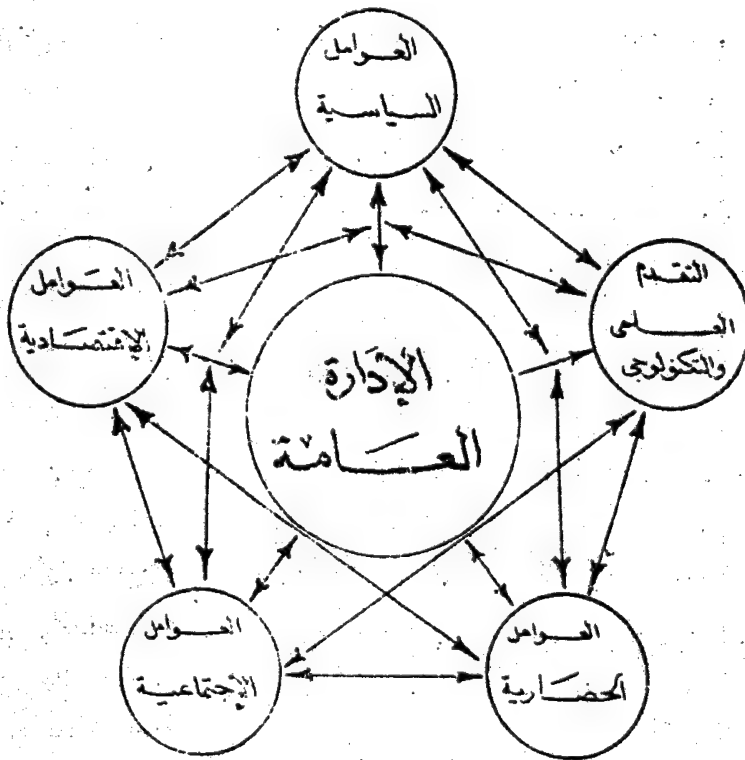 العوامل
السياسية
التقدم
العلمى
والتكنولوجى
العوامل
الإقتصادية
الإدارة
العامة
العوامل
الحضارية
العوامل
الإجتماعية